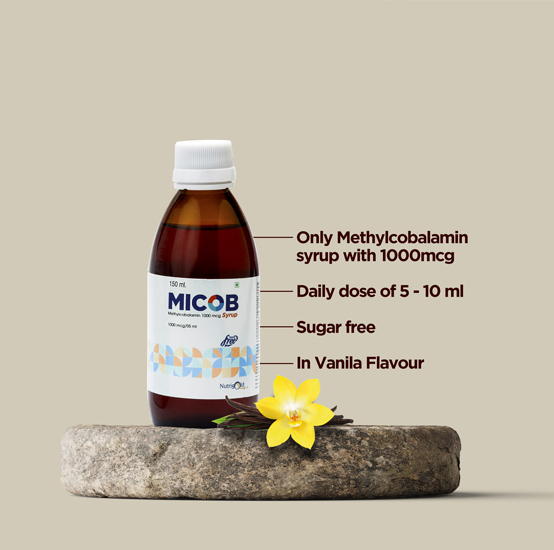 Only Methylcobalamin
syrup with 1000mcg
Daily dose of 5 - 10 ml
Sugar free
In Vanila Flavour
150 ml.
MICOB
Methylcobalamin 1000 mcg Syrup
1000 mcg/05 ml
free